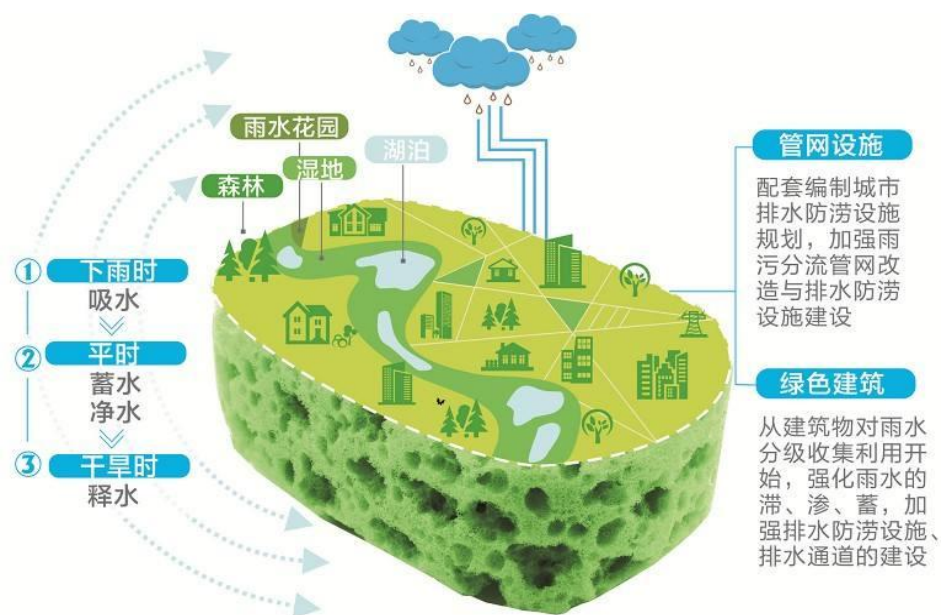 雨水花园
湿地
湖泊
森林
① 下雨时
吸水
② 平时
蓄水
净水
③ 干旱时
释水
管网设施
配套编制城市
排水防涝设施
规划，加强雨
污分流管网改
造与排水防涝
设施建设
绿色建筑
从建筑物对雨水
分级收集利用开
始，强化雨水的
滞、渗、蓄，加
强排水防涝设施、
排水通道的建设